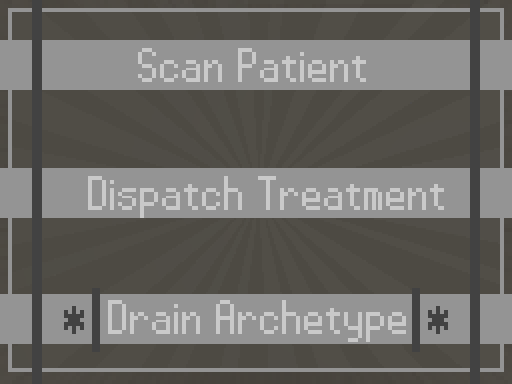 Scan Patient
Dispatch Treatment
* Drain Archetype *